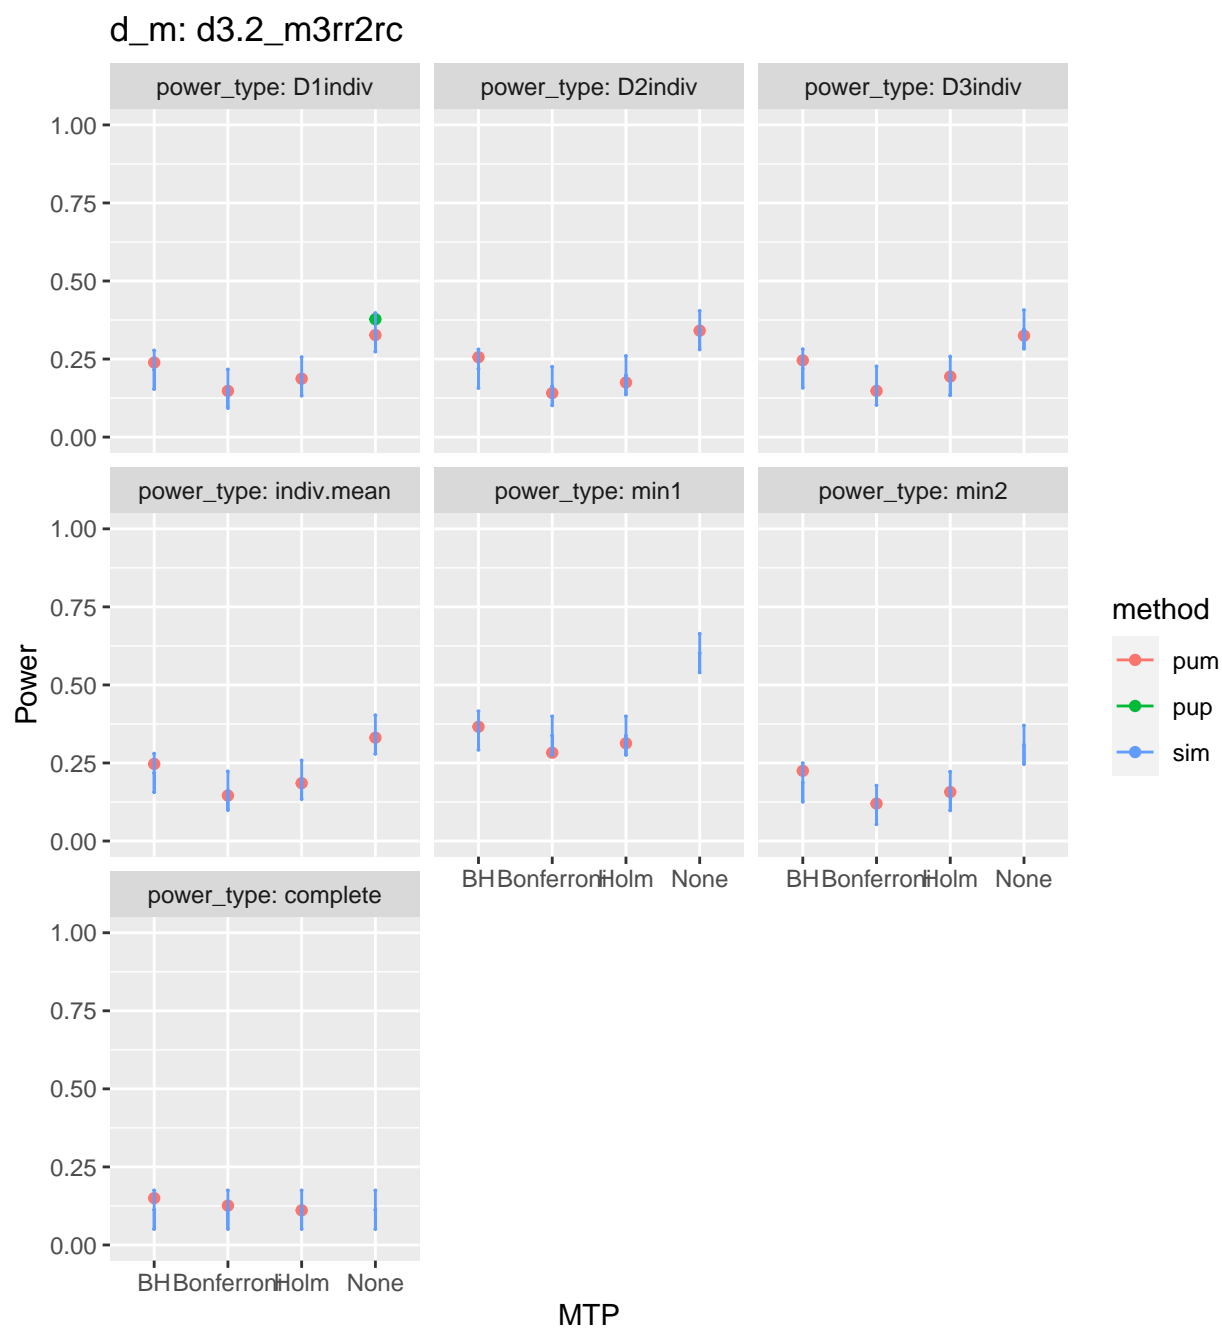 d_m: d3.2_m3rr2rc
power_type: D1indiv
power_type: D2indiv
power_type: D3indiv
1.00
0.75
0.50
0.25
0.00
power_type: indiv.mean
power_type: min1
power_type: min2
1.00
0.75
0.50
0.25
0.00
BH Bonferroni Holm None
BH Bonferroni Holm None
power_type: complete
1.00
0.75
0.50
0.25
0.00
BH Bonferroni Holm None
MTP
Power
method
pum
pup
sim